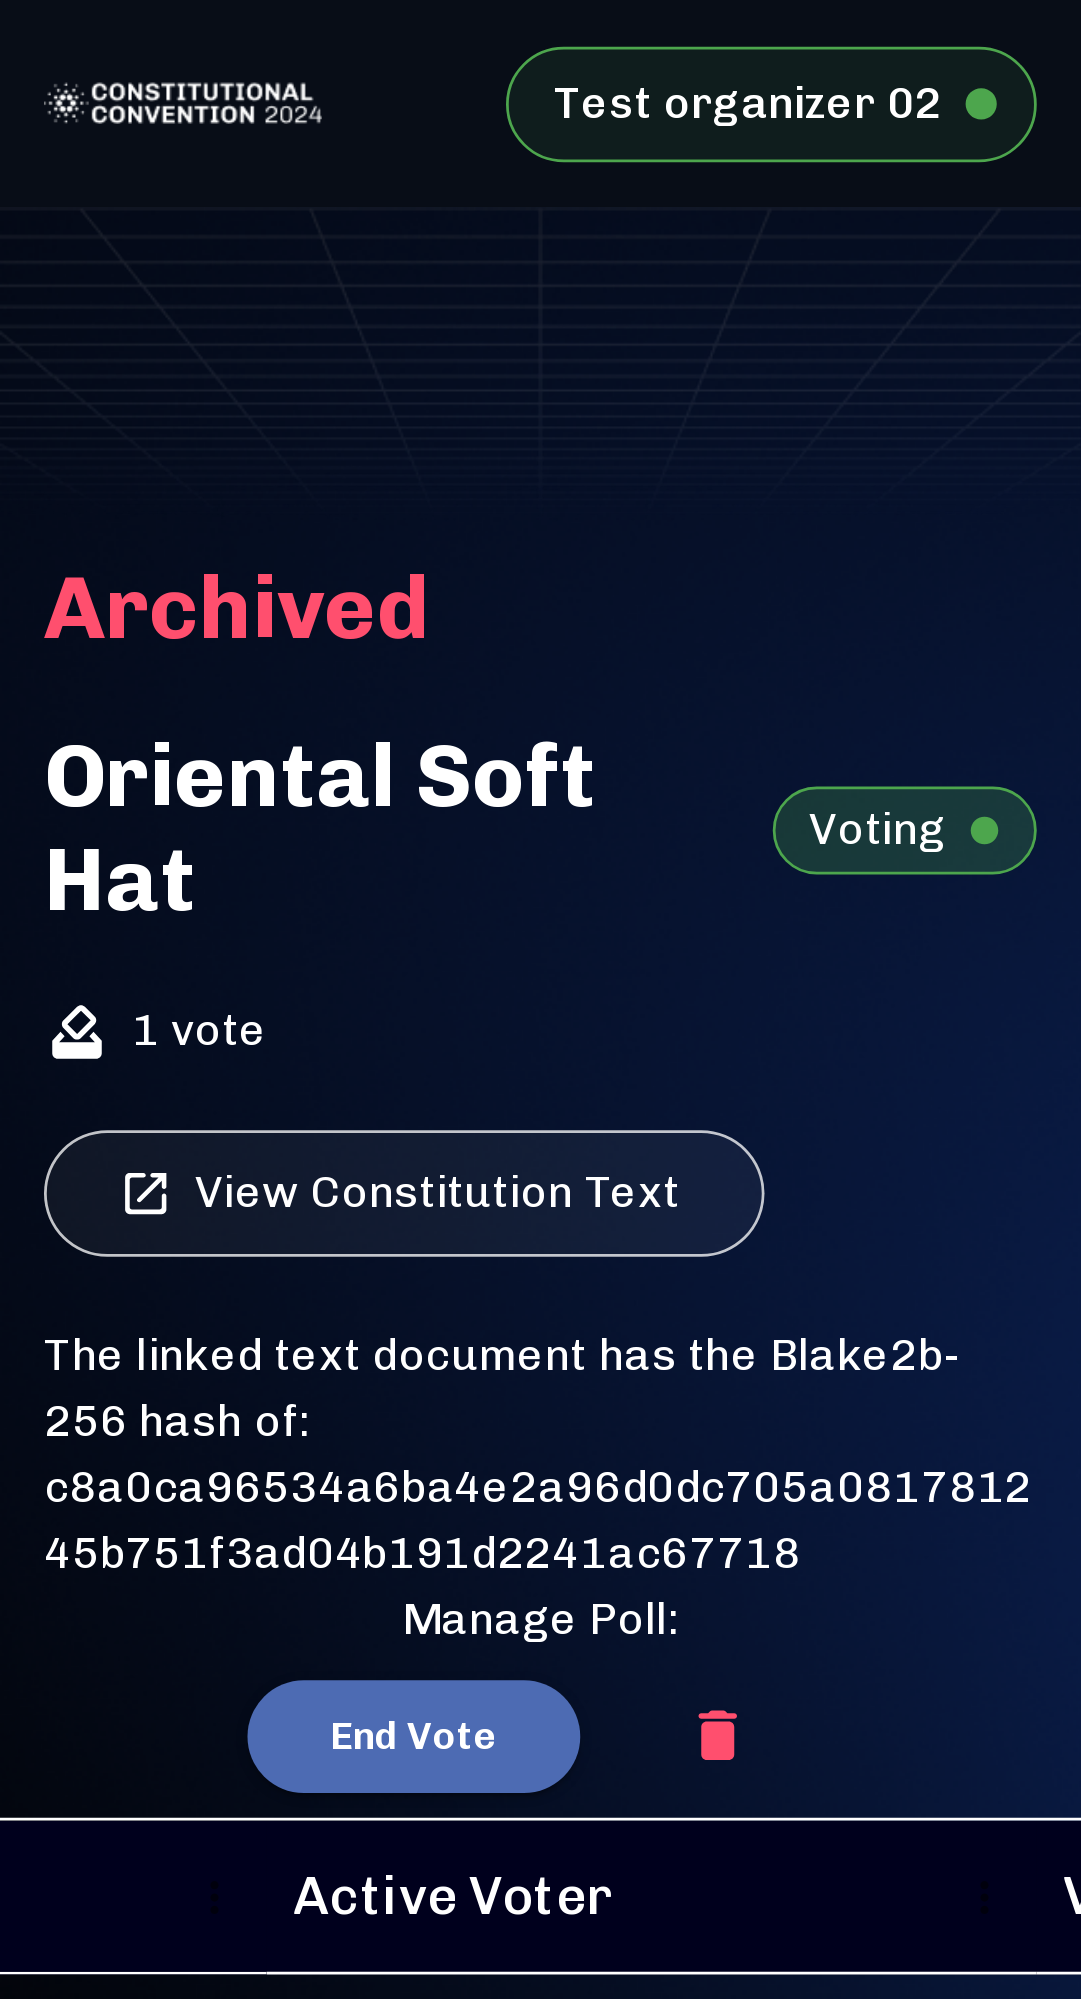 CONSTITUTIONAL
CONVENTION 2024
Test organizer 02
Archived
Oriental Soft
Hat
Voting
1 vote
View Constitution Text
The linked text document has the Blake2b-
256 hash of:
c8a0ca96534a6ba4e2a96d0dc705a0817812
45b751f3ad04b191d2241ac67718
Manage Poll:
End Vote
Active Voter